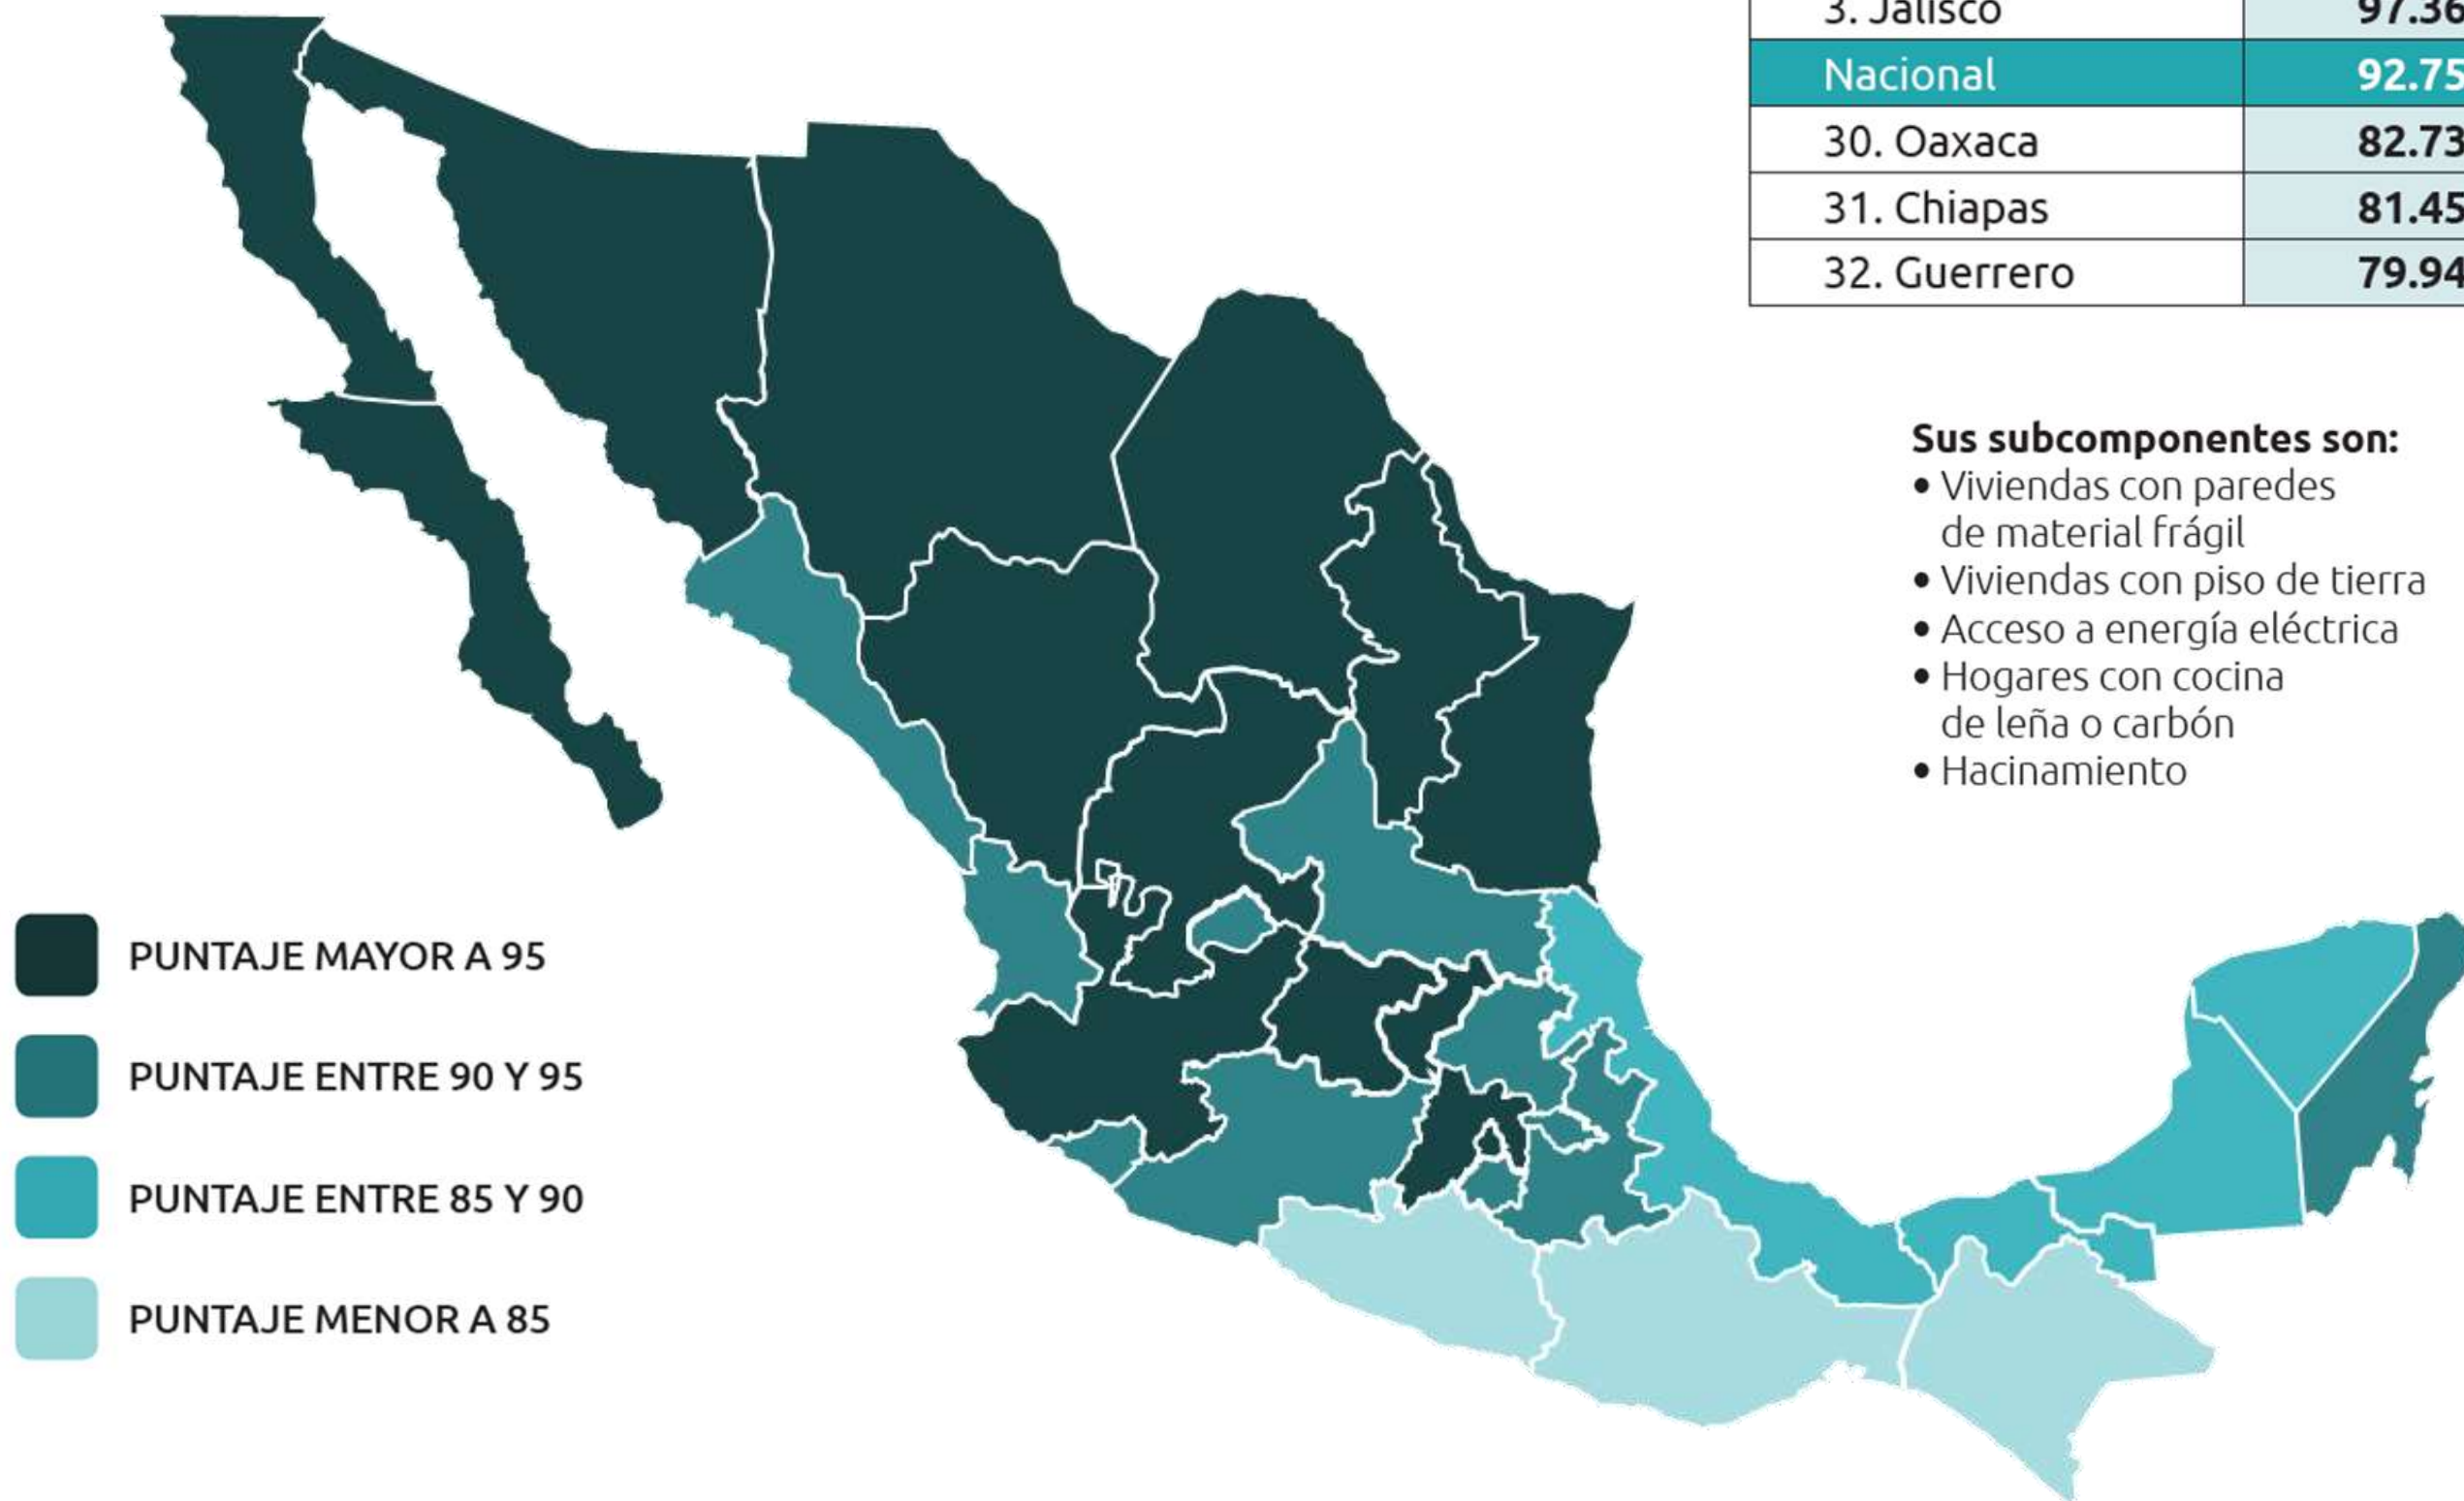 3. Jalisco 97.36
Nacional 92.75
30. Oaxaca 82.73
31. Chiapas 81.45
32. Guerrero 79.94
Sus subcomponentes son:
• Viviendas con paredes
de material frágil
• Viviendas con piso de tierra
• Acceso a energía eléctrica
• Hogares con cocina
de leña o carbón
• Hacinamiento
PUNTAJE MAYOR A 95
PUNTAJE ENTRE 90 Y 95
PUNTAJE ENTRE 85 Y 90
PUNTAJE MENOR A 85